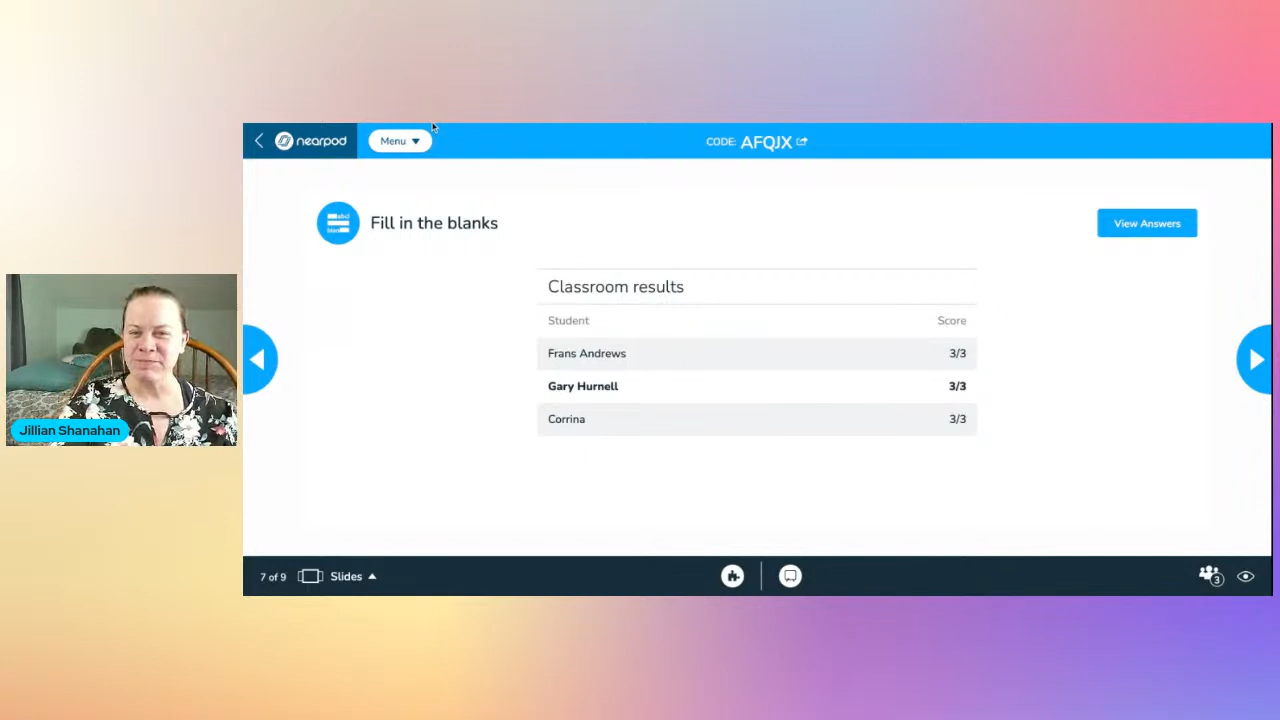 nearpod
Menu
CODE: AFQJX
Fill in the blanks
View Answers
Classroom results
Student Score
Frans Andrews 3/3
Gary Hurnell 3/3
Corrina 3/3
Jillian Shanahan
7 of 9 Slides
3